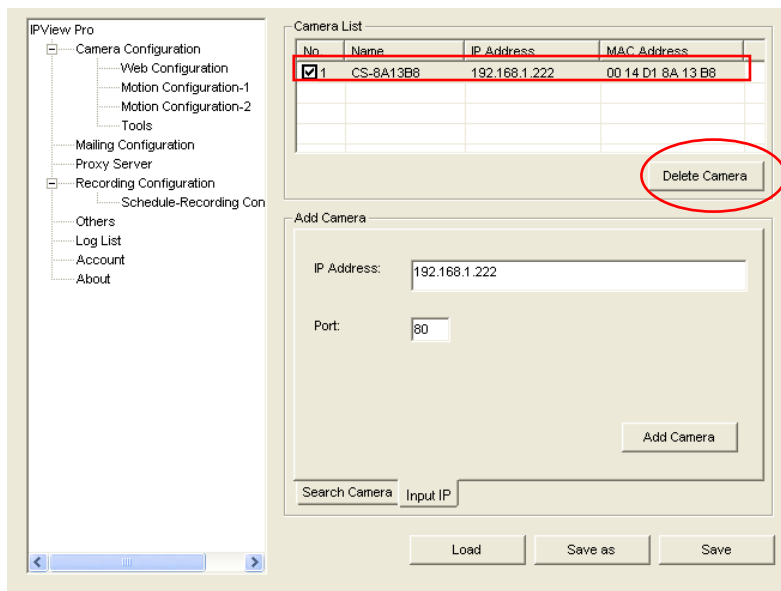 IPView Pro
Camera Configuration
Web Configuration
Motion Configuration-1
Motion Configuration-2
Tools
Mailing Configuration
Proxy Server
Recording Configuration
Schedule-Recording Con
Others
Log List
Account
About
Camera List
No. Name IP Address MAC Address
1 CS-8A13B8 192.168.1.222 00 14 D1 8A 13 B8
Delete Camera
Add Camera
IP Address: 192.168.1.222
Port: 80
Add Camera
Search Camera Input IP
Load Save as Save